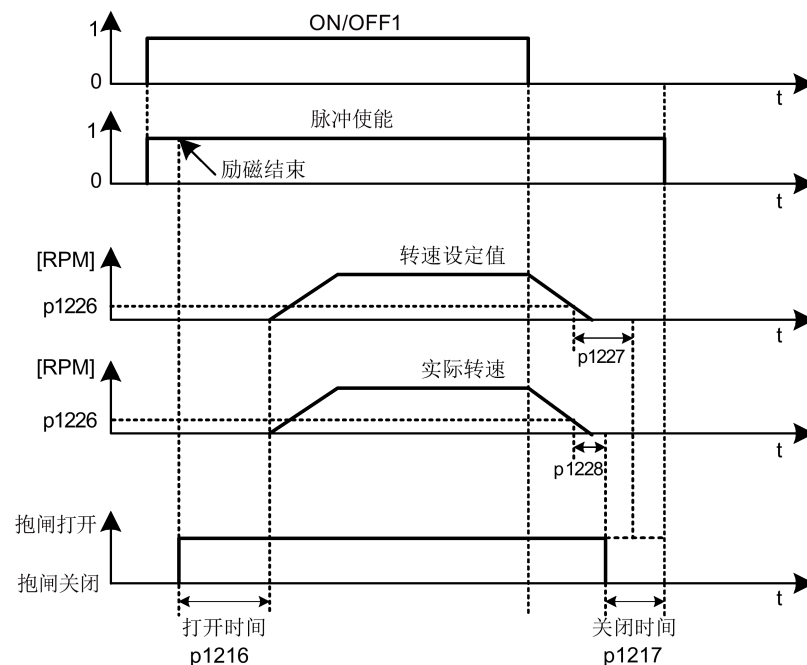 ON/OFF1
1
0
t
脉冲使能
1
0
励磁结束
t
[RPM]
转速设定值
p1226
p1227
t
[RPM]
实际转速
p1226
p1228
t
抱闸打开
抱闸关闭
t
打开时间
p1216
关闭时间
p1217